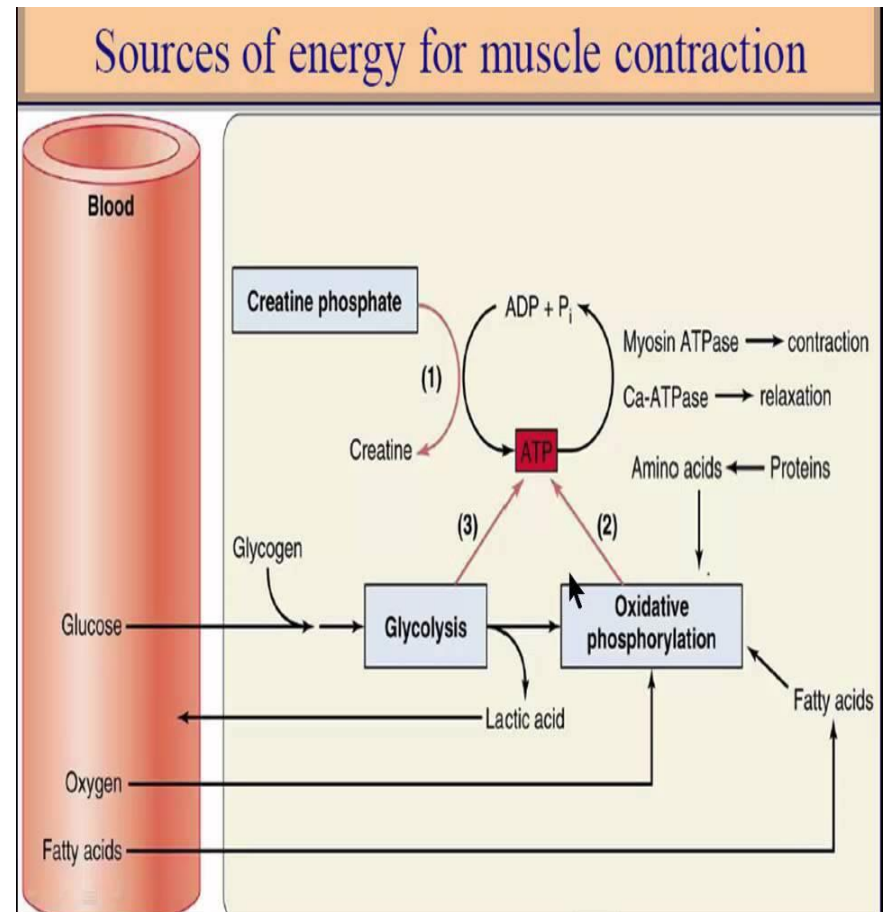 Sources of energy for muscle contraction
Blood
Creatine phosphate
ADP + Pi
Myosin ATPase → contraction
(1)
Ca-ATPase → relaxation
Creatine
ATP
Amino acids ← Proteins
(3)
(2)
Glycogen
Glucose
Glycolysis
Oxidative
phosphorylation
Fatty acids
Lactic acid
Oxygen
Fatty acids